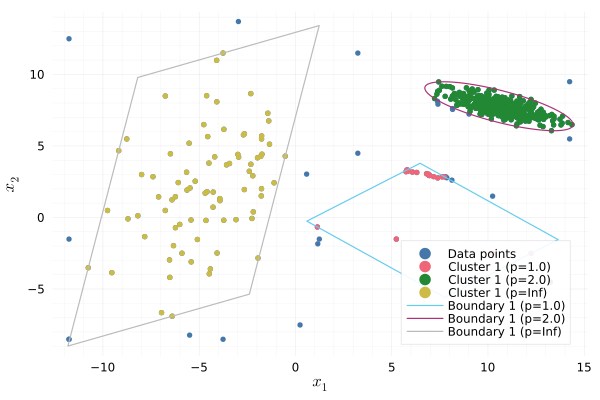 10
5
0
−5
x₂
−10
−5
0
5
10
15
x₁
Data points
Cluster 1 (p=1.0)
Cluster 1 (p=2.0)
Cluster 1 (p=Inf)
Boundary 1 (p=1.0)
Boundary 1 (p=2.0)
Boundary 1 (p=Inf)